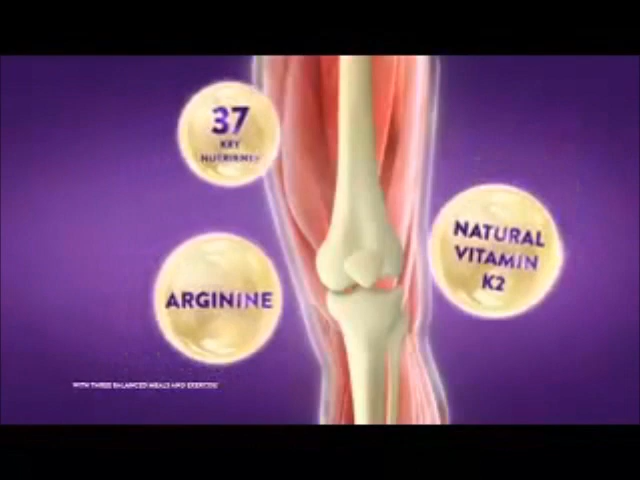 37
KEY
NUTRIENTS
NATURAL
VITAMIN
K2
ARGININE
WITH THREE BALANCED MEALS AND EXERCISE